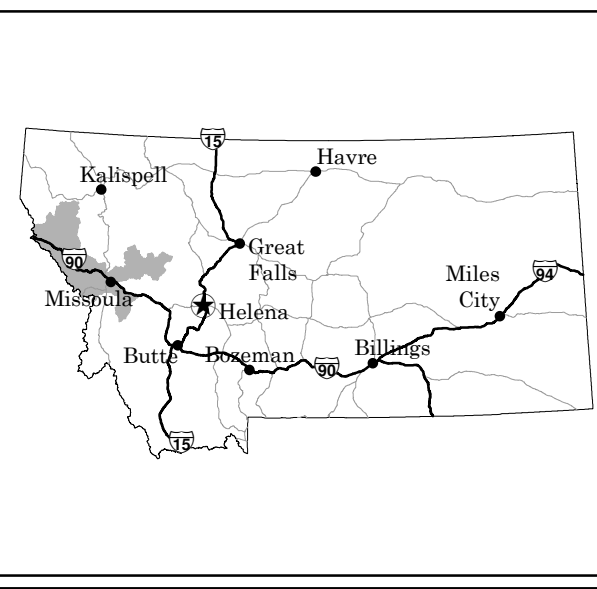 15
Havre
Kalispell
Great
Falls
90
Miles
City
94
Missoula
Helena
Butte
Bozeman
Billings
90
15